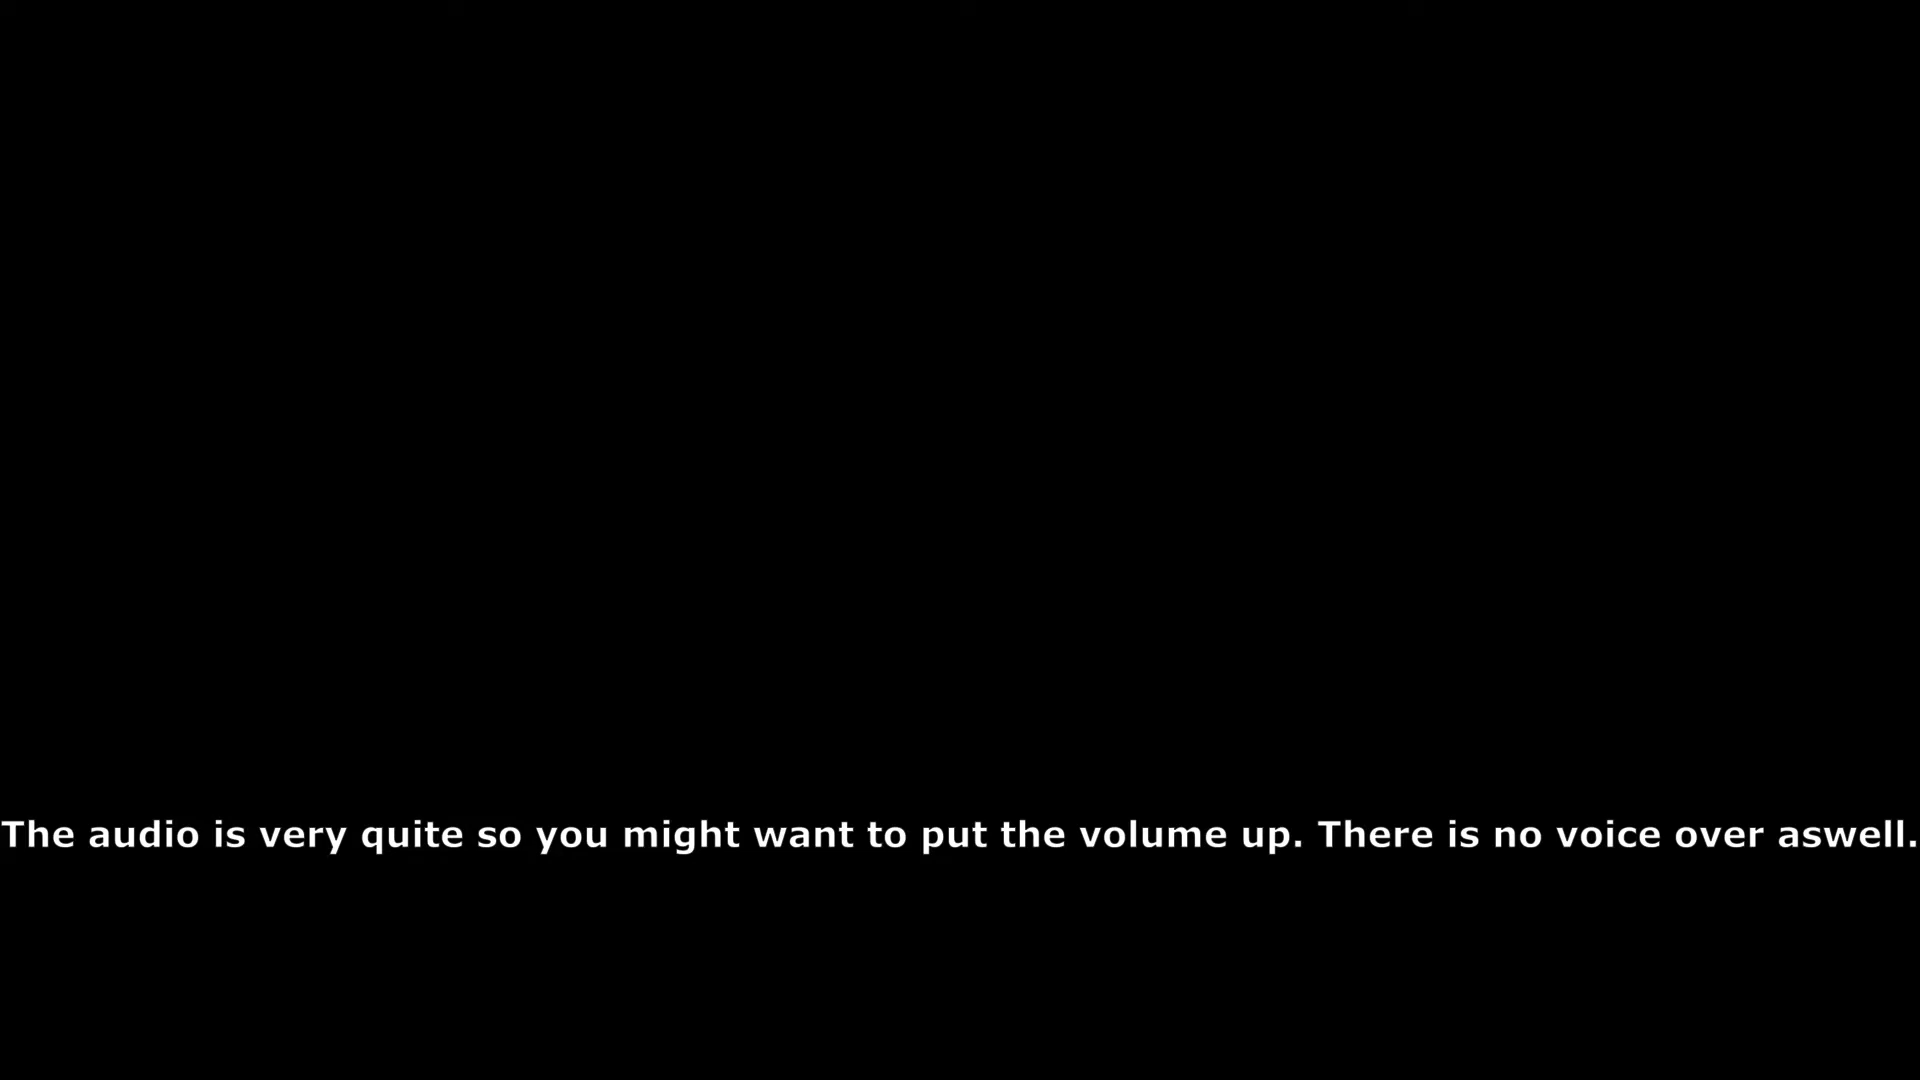 The audio is very quite so you might want to put the volume up. There is no voice over aswell.